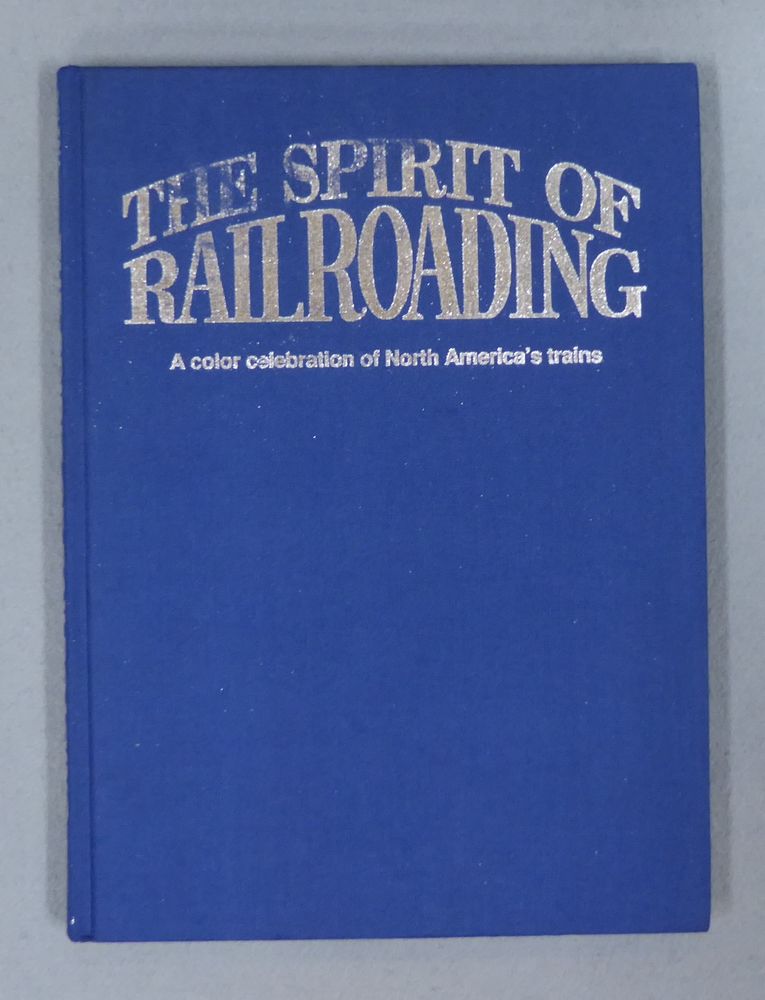 THE SPIRIT OF
RAILROADING
A color celebration of North America's trains